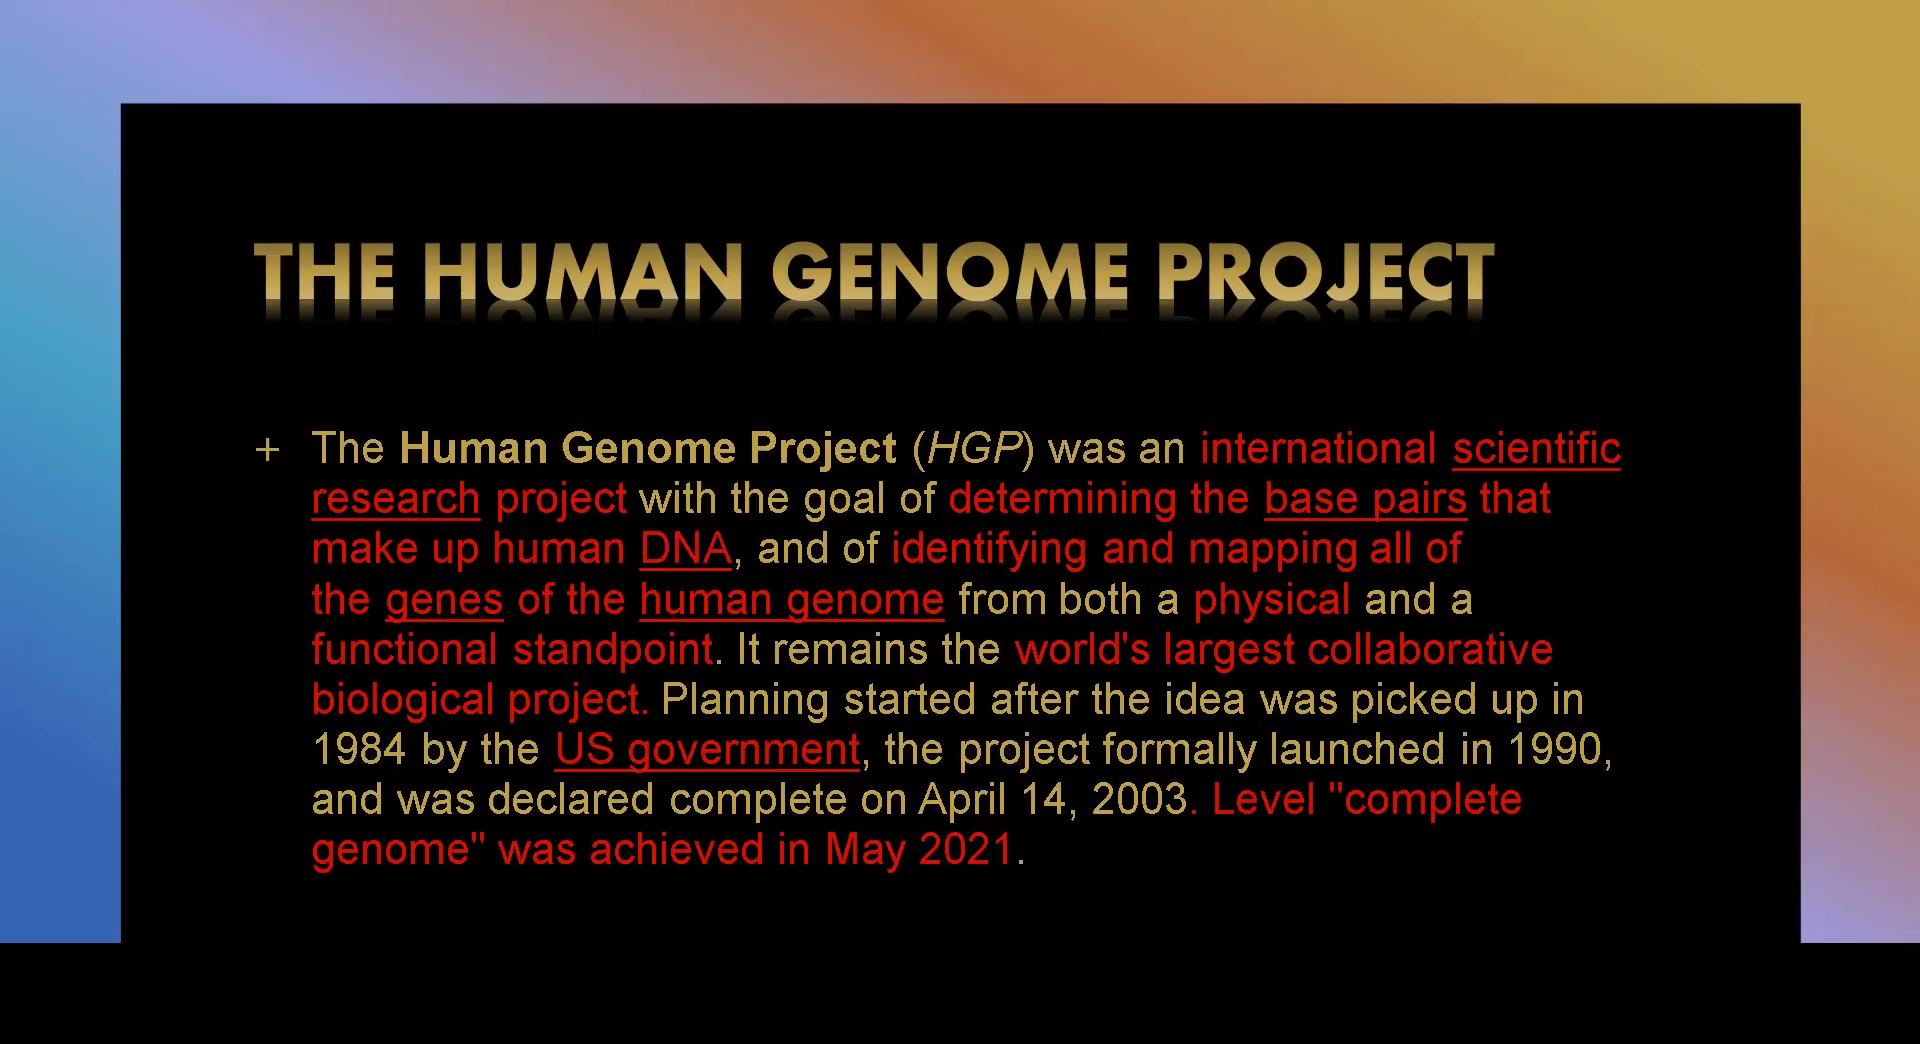 THE HUMAN GENOME PROJECT
+ The Human Genome Project (HGP) was an international scientific
research project with the goal of determining the base pairs that
make up human DNA, and of identifying and mapping all of
the genes of the human genome from both a physical and a
functional standpoint. It remains the world's largest collaborative
biological project. Planning started after the idea was picked up in
1984 by the US government, the project formally launched in 1990,
and was declared complete on April 14, 2003. Level "complete
genome" was achieved in May 2021.